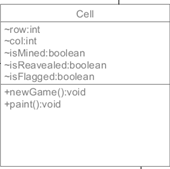 Cell
~row:int
~col:int
~isMined:boolean
~isReavealed:boolean
~isFlagged:boolean
+newGame():void
+paint():void